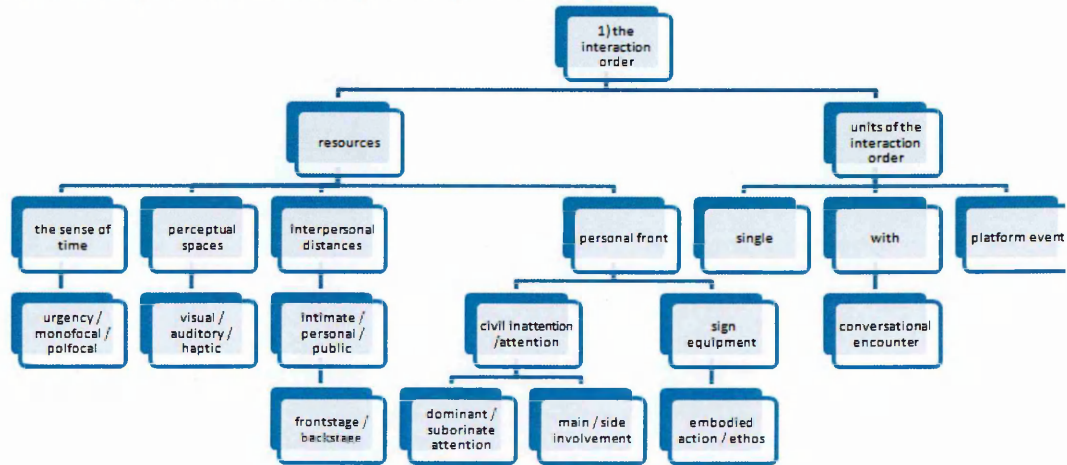 1) the
interaction
order
resources
units of the
interaction
order
the sense of
time
perceptual
spaces
interpersonal
distances
personal front
single
with
platform event
urgency /
monofocal /
polfocal
visual /
auditory /
haptic
intimate /
personal /
public
civil inattention
/attention
sign
equipment
conversational
encounter
frontstage /
backstage
dominant /
suborinate
attention
main / side
involvement
embodied
action / ethos